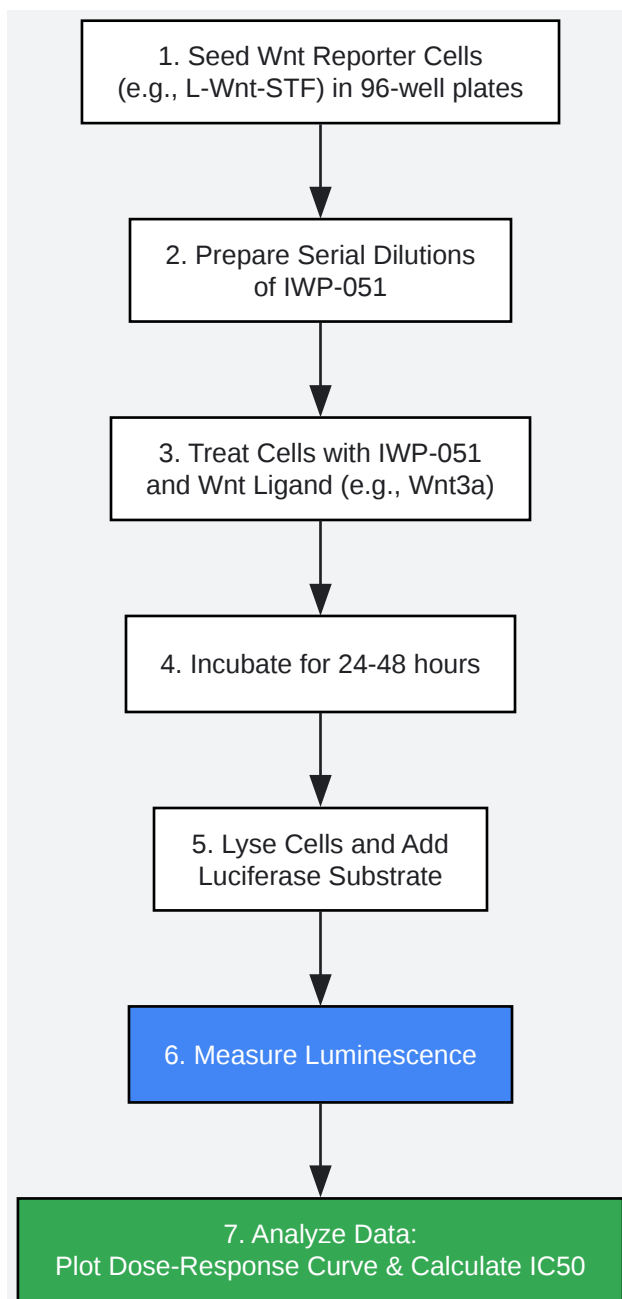 1. Seed Wnt Reporter Cells
(e.g., L-Wnt-STF) in 96-well plates
2. Prepare Serial Dilutions
of IWP-051
3. Treat Cells with IWP-051
and Wnt Ligand (e.g., Wnt3a)
4. Incubate for 24-48 hours
5. Lyse Cells and Add
Luciferase Substrate
6. Measure Luminescence
7. Analyze Data:
Plot Dose-Response Curve & Calculate IC50